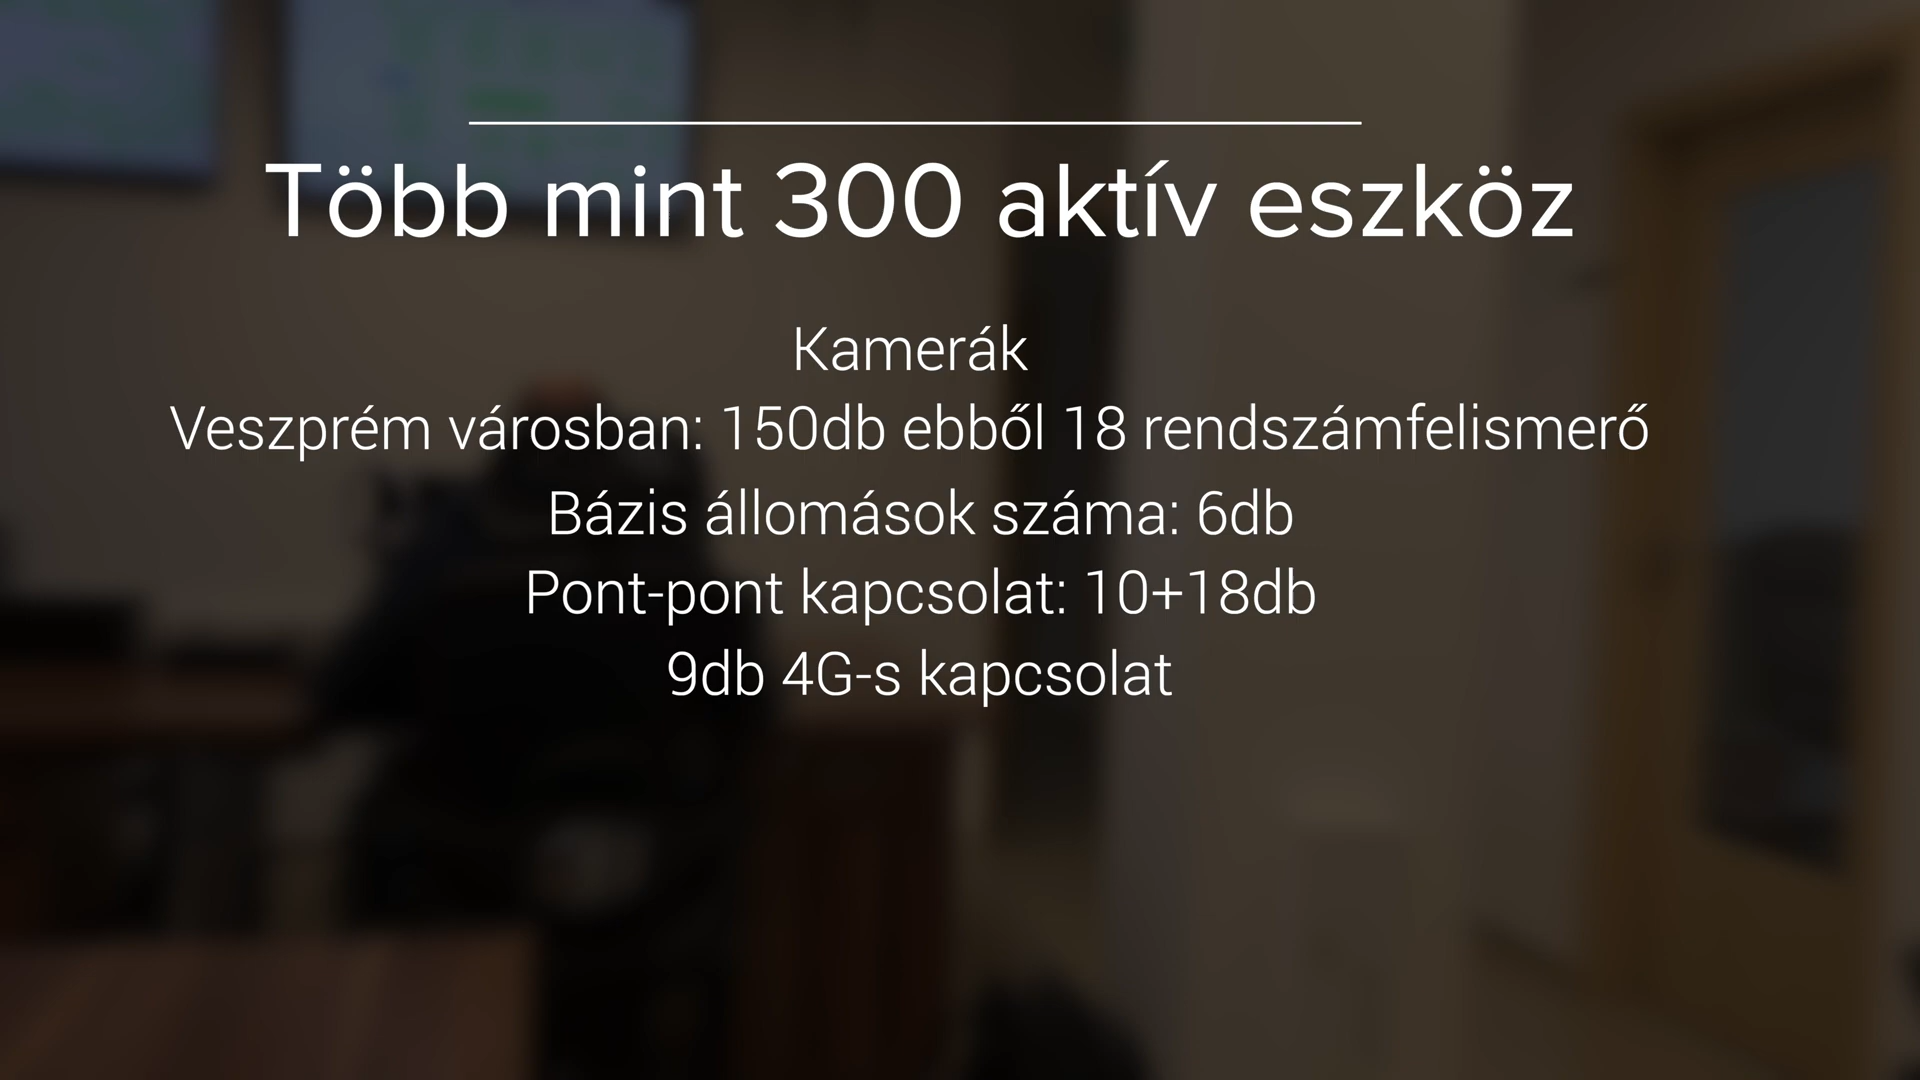 Több mint 300 aktív eszköz
Kamerák
Veszprém városban: 150db ebből 18 rendszámfelismerő
Bázis állomások száma: 6db
Pont-pont kapcsolat: 10+18db
9db 4G-s kapcsolat